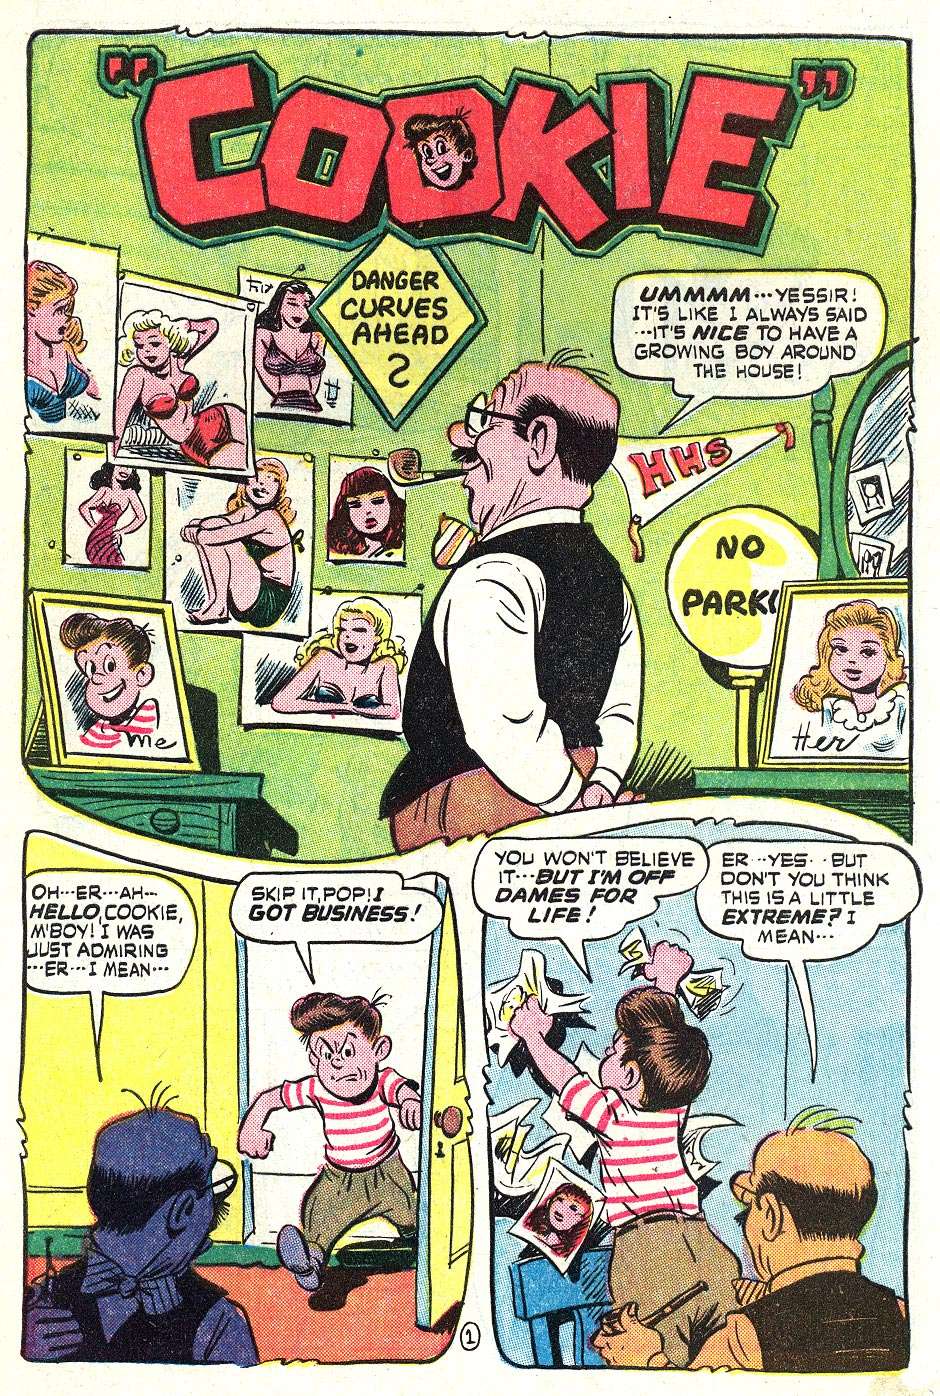 "COOKIE"
DANGER
CURVES
AHEAD
UMMMM---YESSIR!
IT'S LIKE I ALWAYS SAID
---IT'S NICE TO HAVE A
GROWING BOY AROUND
THE HOUSE!
HHS
NO
PARKI
Me
Her
OH---ER---AH--
HELLO, COOKIE,
M'BOY! I WAS
JUST ADMIRING
---ER---I MEAN---
SKIP IT, POP! I
GOT BUSINESS!
YOU WON'T BELIEVE
IT---BUT I'M OFF
DAMES FOR
LIFE!
ER--YES--BUT
DON'T YOU THINK
THIS IS A LITTLE
EXTREME? I
MEAN---
1